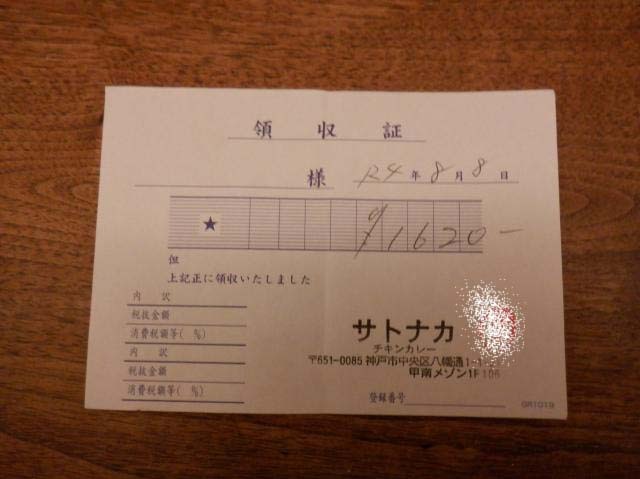 領収証
様 R4年8月8日
★ ¥1620-
但
上記正に領収いたしました
内訳
税抜金額
消費税額等( %)
内訳
税抜金額
消費税額等( %)
サトナカ
チキンカレー
〒651-0085 神戸市中央区八幡通
甲南メゾン1F 106
登録番号
GR1019